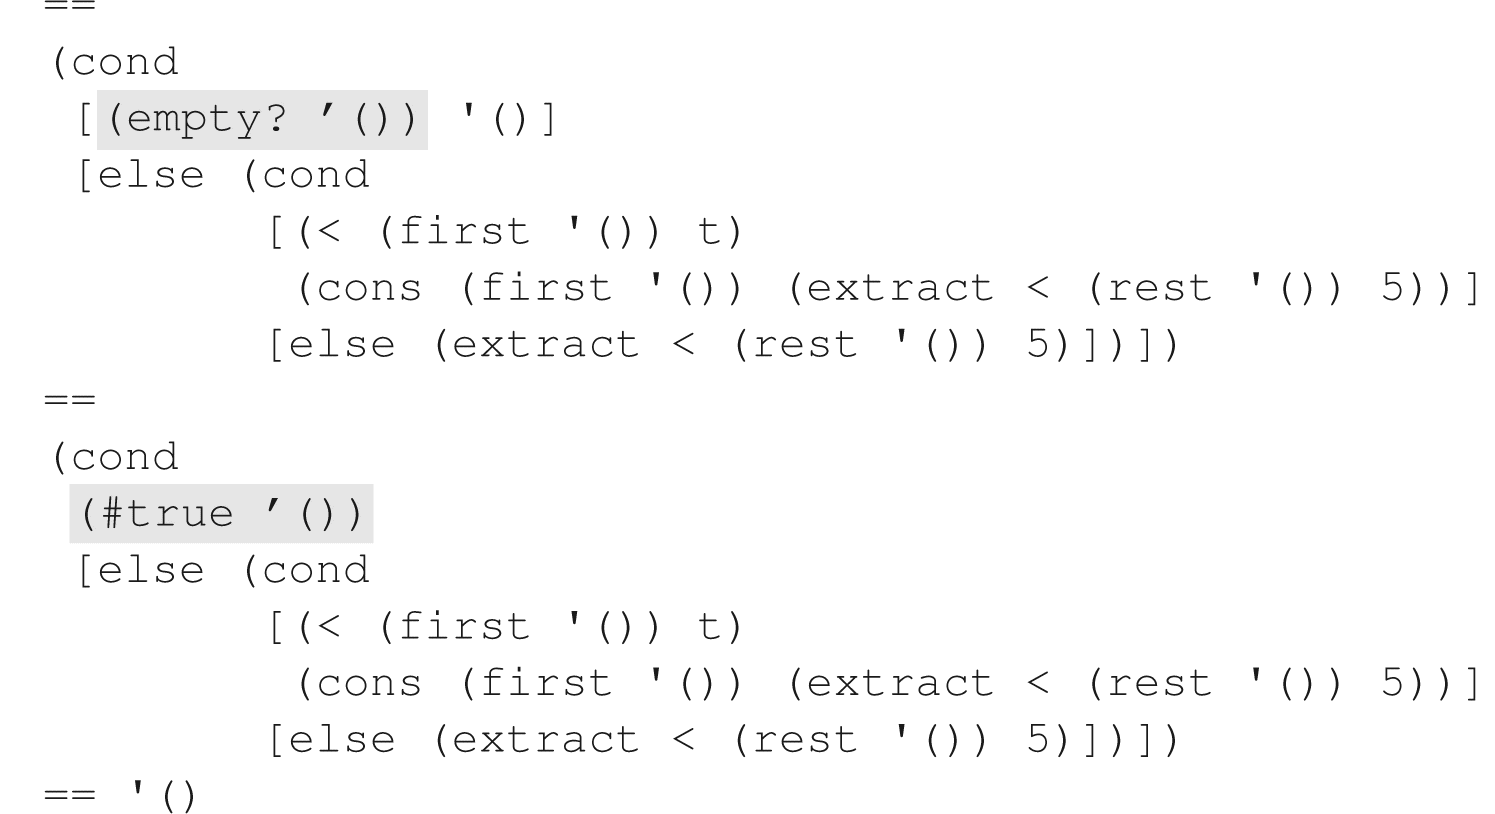 ==
(cond
 [(empty? ’()) '()]
 [else (cond
        [(< (first '()) t)
         (cons (first '()) (extract < (rest '()) 5))]
        [else (extract < (rest '()) 5)])])
==
(cond
 (#true ’())
 [else (cond
        [(< (first '()) t)
         (cons (first '()) (extract < (rest '()) 5))]
        [else (extract < (rest '()) 5)])])
== '()